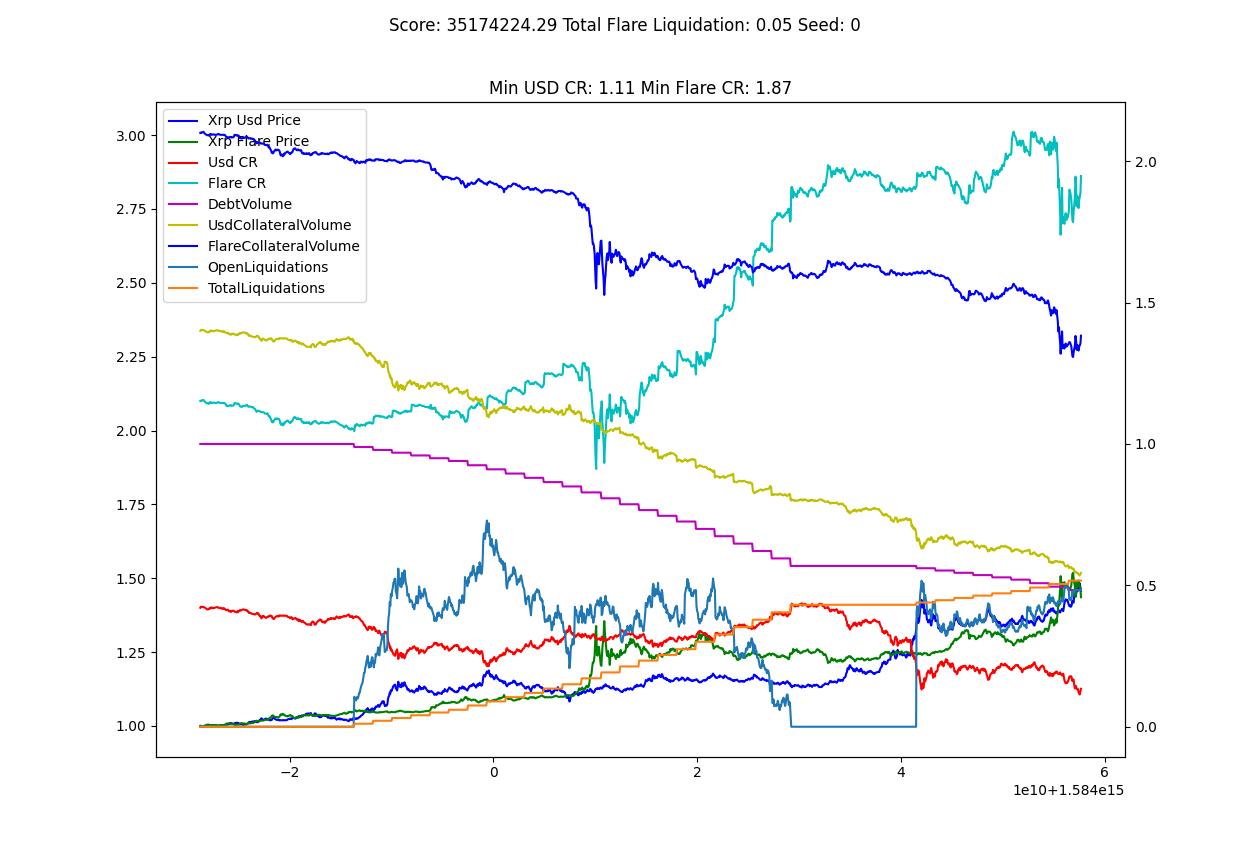 Score: 35174224.29 Total Flare Liquidation: 0.05 Seed: 0
Min USD CR: 1.11 Min Flare CR: 1.87
Xrp Usd Price
Xrp Flare Price
Usd CR
Flare CR
DebtVolume
UsdCollateralVolume
FlareCollateralVolume
OpenLiquidations
TotalLiquidations
3.00
2.75
2.50
2.25
2.00
1.75
1.50
1.25
1.00
2.0
1.5
1.0
0.5
0.0
−2 0 2 4 6
1e10+1.584e15